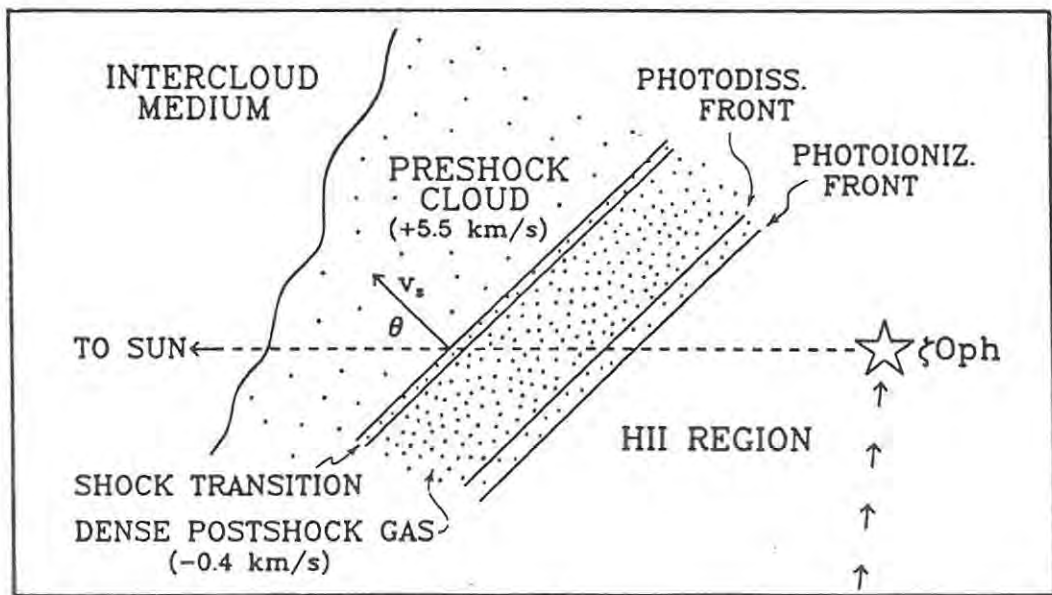 INTERCLOUD
MEDIUM
PHOTODISS.
FRONT
PHOTOIONIZ.
FRONT
PRESHOCK
CLOUD
(+5.5 km/s)
vₛ
θ
TO SUN
ζOph
HII REGION
SHOCK TRANSITION
DENSE POSTSHOCK GAS
(−0.4 km/s)